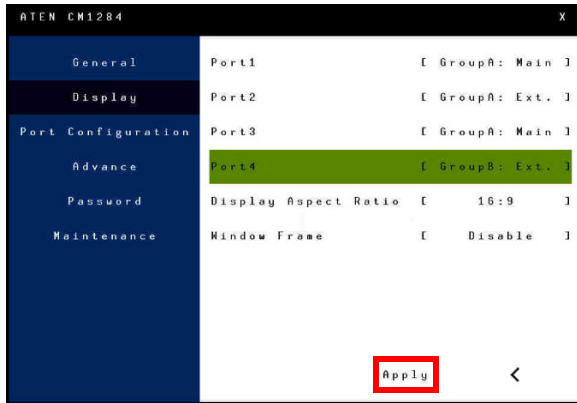 ATEN CM1284 X
General
Display
Port Configuration
Advance
Password
Maintenance
Port1 [ GroupA: Main ]
Port2 [ GroupA: Ext. ]
Port3 [ GroupA: Main ]
Port4 [ GroupB: Ext. ]
Display Aspect Ratio [ 16:9 ]
Window Frame [ Disable ]
Apply <